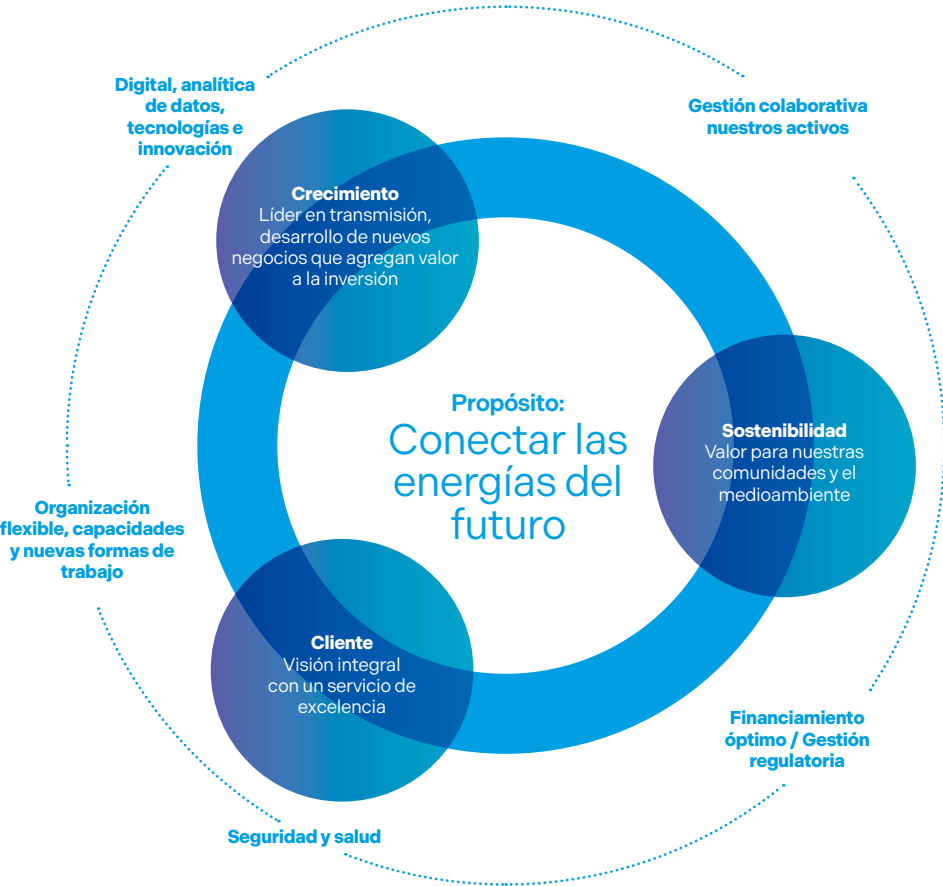 Digital, analítica
de datos,
tecnologías e
innovación
Gestión colaborativa
nuestros activos
Crecimiento
Líder en transmisión,
desarrollo de nuevos
negocios que agregan valor
a la inversión
Propósito:
Conectar las
energías del
futuro
Sostenibilidad
Valor para nuestras
comunidades y el
medioambiente
Organización
flexible, capacidades
y nuevas formas de
trabajo
Cliente
Visión integral
con un servicio de
excelencia
Financiamiento
óptimo / Gestión
regulatoria
Seguridad y salud